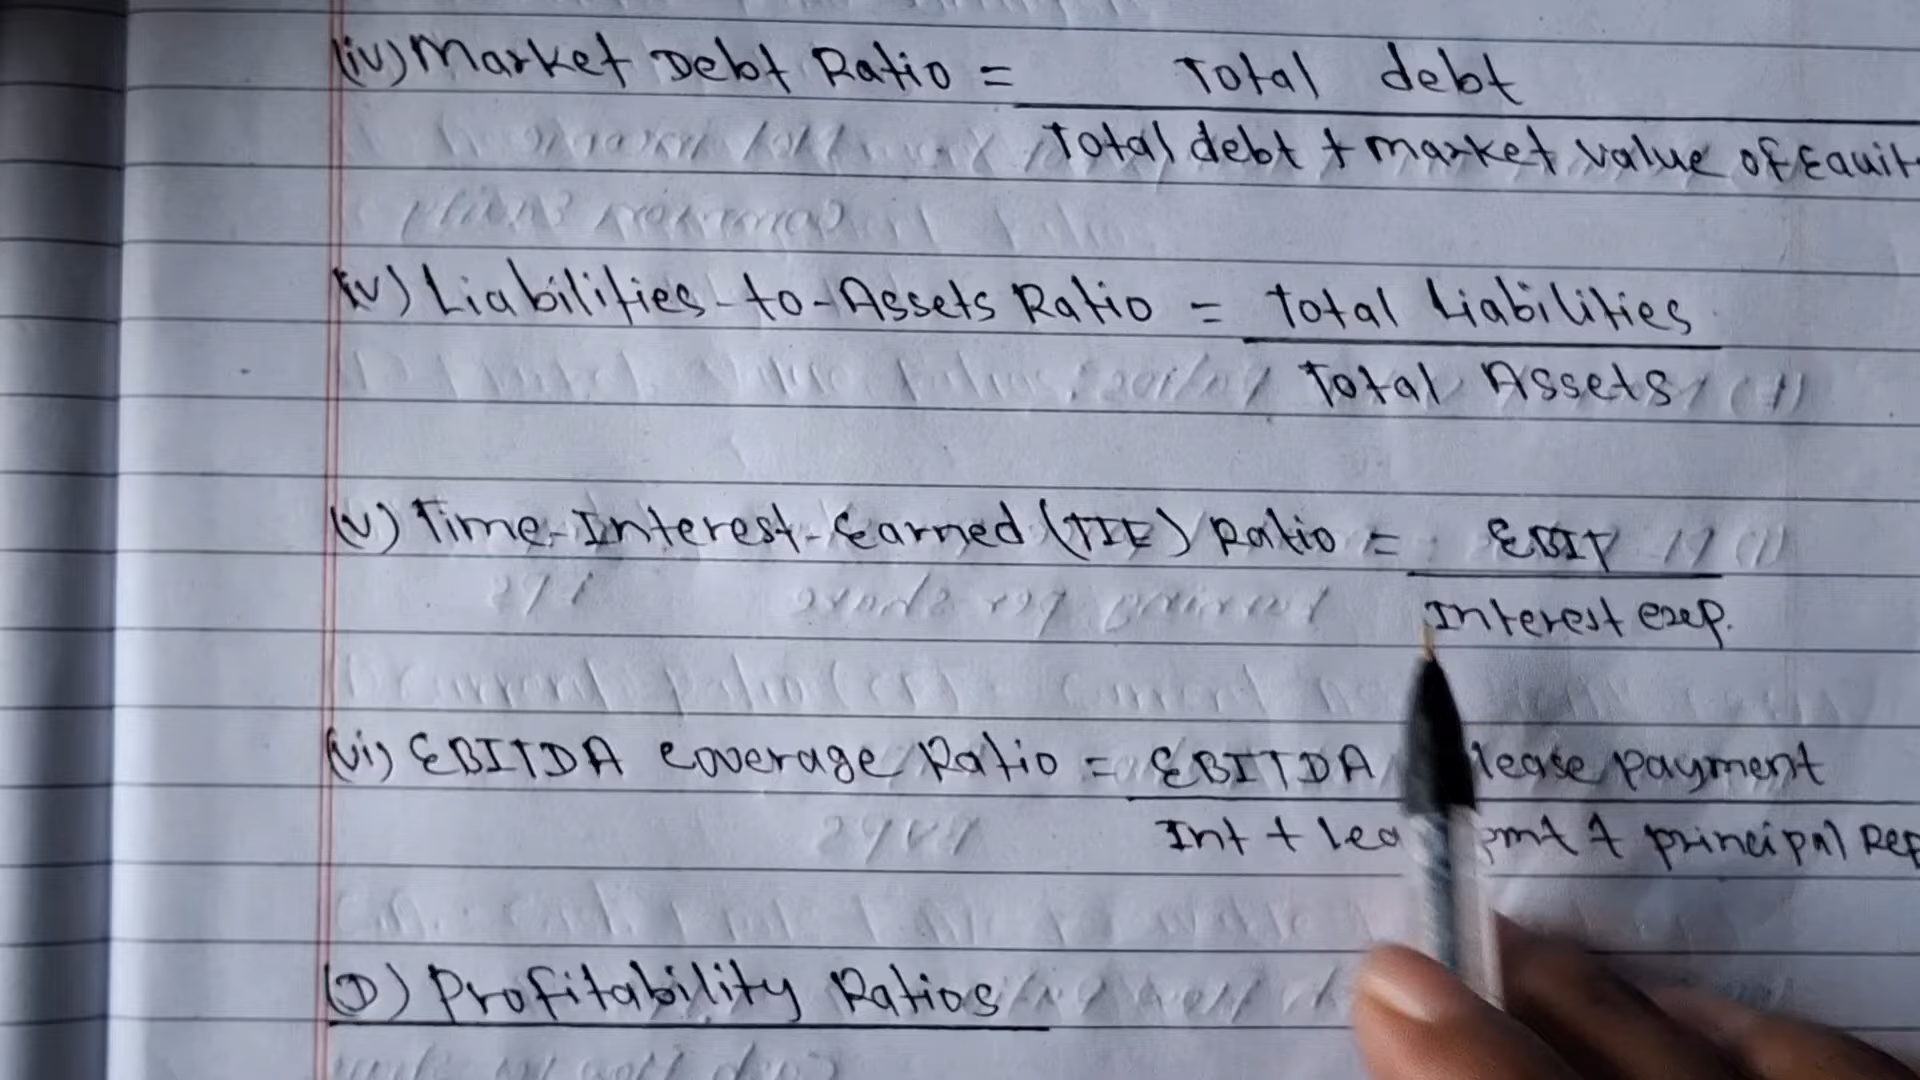 (iv) Market Debt Ratio = Total debt
Total debt + market value of Equit
(iv) Liabilities-to-Assets Ratio = Total Liabilities
Total Assets
(v) Time-Interest-Earned (TIE) Ratio = EBIT
Interest exp.
(vi) EBITDA Coverage Ratio = EBITDA lease payment
Int + lea pmt + principal Rep
(D) Profitability Ratios